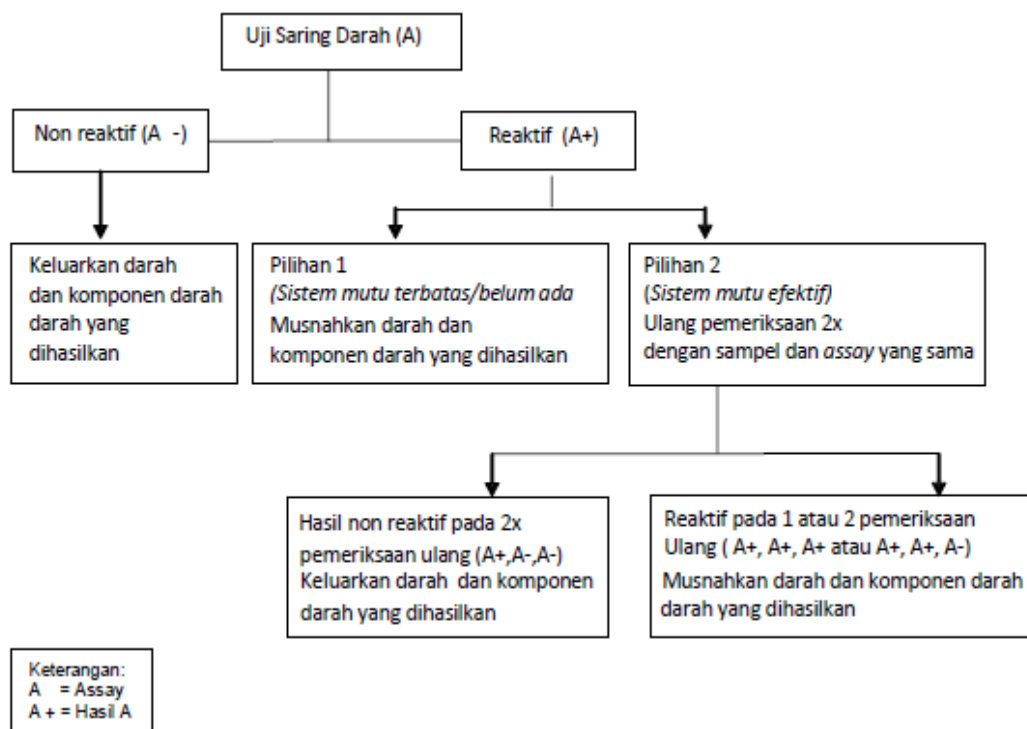 Uji Saring Darah (A)
Non reaktif (A -)
Reaktif (A+)
Keluarkan darah
dan komponen darah
darah yang
dihasilkan
Pilihan 1
(Sistem mutu terbatas/belum ada
Musnahkan darah dan
komponen darah yang dihasilkan
Pilihan 2
(Sistem mutu efektif)
Ulang pemeriksaan 2x
dengan sampel dan assay yang sama
Hasil non reaktif pada 2x
pemeriksaan ulang (A+,A-,A-)
Keluarkan darah dan komponen
darah yang dihasilkan
Reaktif pada 1 atau 2 pemeriksaan
Ulang ( A+, A+, A+ atau A+, A+, A-)
Musnahkan darah dan komponen darah
darah yang dihasilkan
Keterangan:
A = Assay
A + = Hasil A